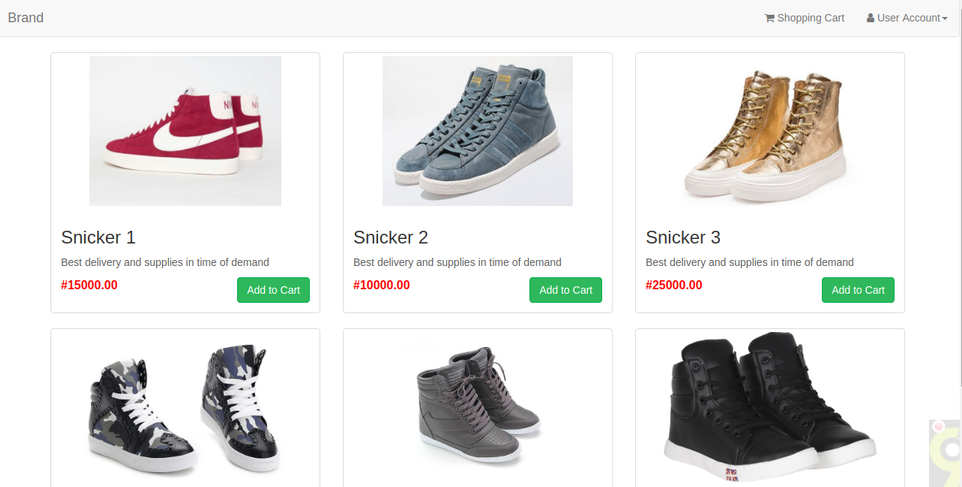 Brand
Shopping Cart
User Account
Snicker 1
Best delivery and supplies in time of demand
#15000.00
Add to Cart
Snicker 2
Best delivery and supplies in time of demand
#10000.00
Add to Cart
Snicker 3
Best delivery and supplies in time of demand
#25000.00
Add to Cart